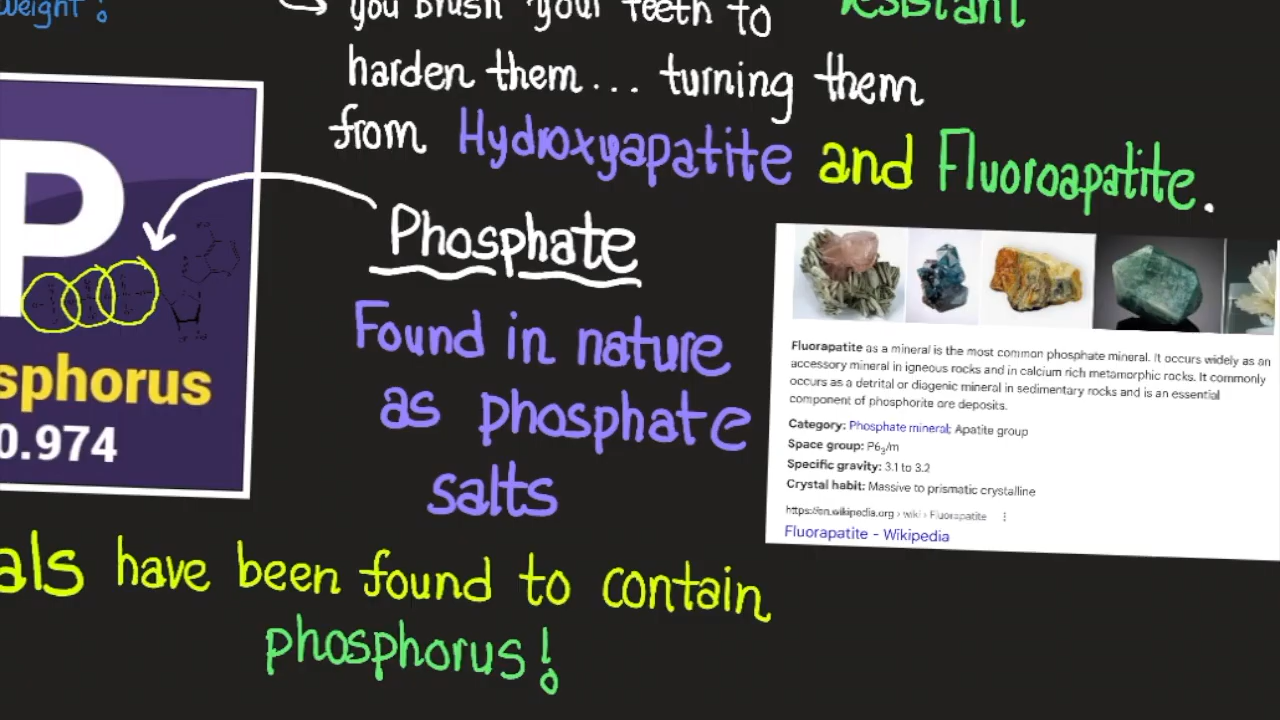 weight!
you brush your teeth to
resistant
harden them... turning them
from Hydroxyapatite and Fluoroapatite.
P
sphorus
0.974
Phosphate
Found in nature
as phosphate
salts
Fluorapatite as a mineral is the most common phosphate mineral. It occurs widely as an
accessory mineral in igneous rocks and in calcium rich metamorphic rocks. It commonly
occurs as a detrital or diagenic mineral in sedimentary rocks and is an essential
component of phosphorite ore deposits.
Category: Phosphate mineral; Apatite group
Space group: P63/m
Specific gravity: 3.1 to 3.2
Crystal habit: Massive to prismatic crystalline
https://en.wikipedia.org › wiki › Fluorapatite
Fluorapatite - Wikipedia
als have been found to contain
phosphorus!